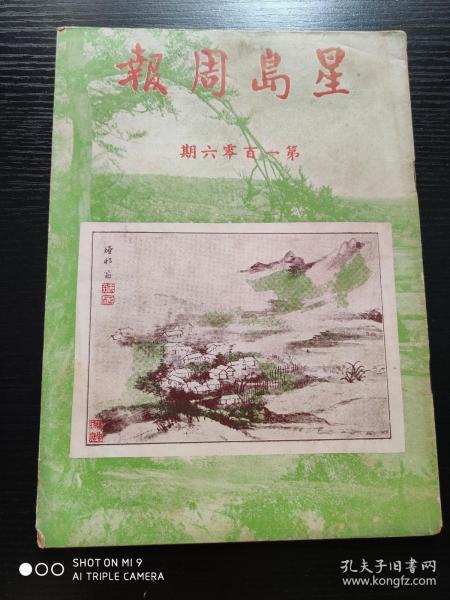 星島周報
第一百零六期
SHOT ON MI 9
AI TRIPLE CAMERA
孔夫子旧书网
www.kongfz.com